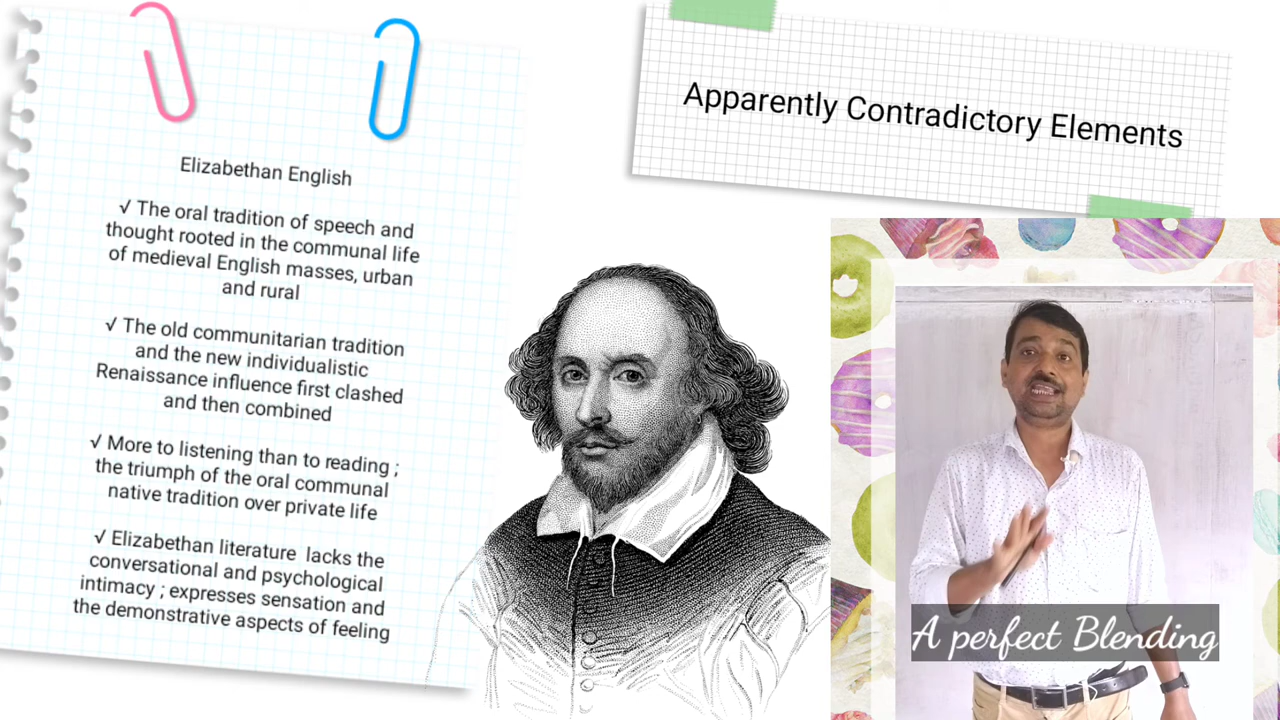 Elizabethan English
√ The oral tradition of speech and
thought rooted in the communal life
of medieval English masses, urban
and rural
√ The old communitarian tradition
and the new individualistic
Renaissance influence first clashed
and then combined
√ More to listening than to reading ;
the triumph of the oral communal
native tradition over private life
√ Elizabethan literature lacks the
conversational and psychological
intimacy ; expresses sensation and
the demonstrative aspects of feeling
Apparently Contradictory Elements
A perfect Blending